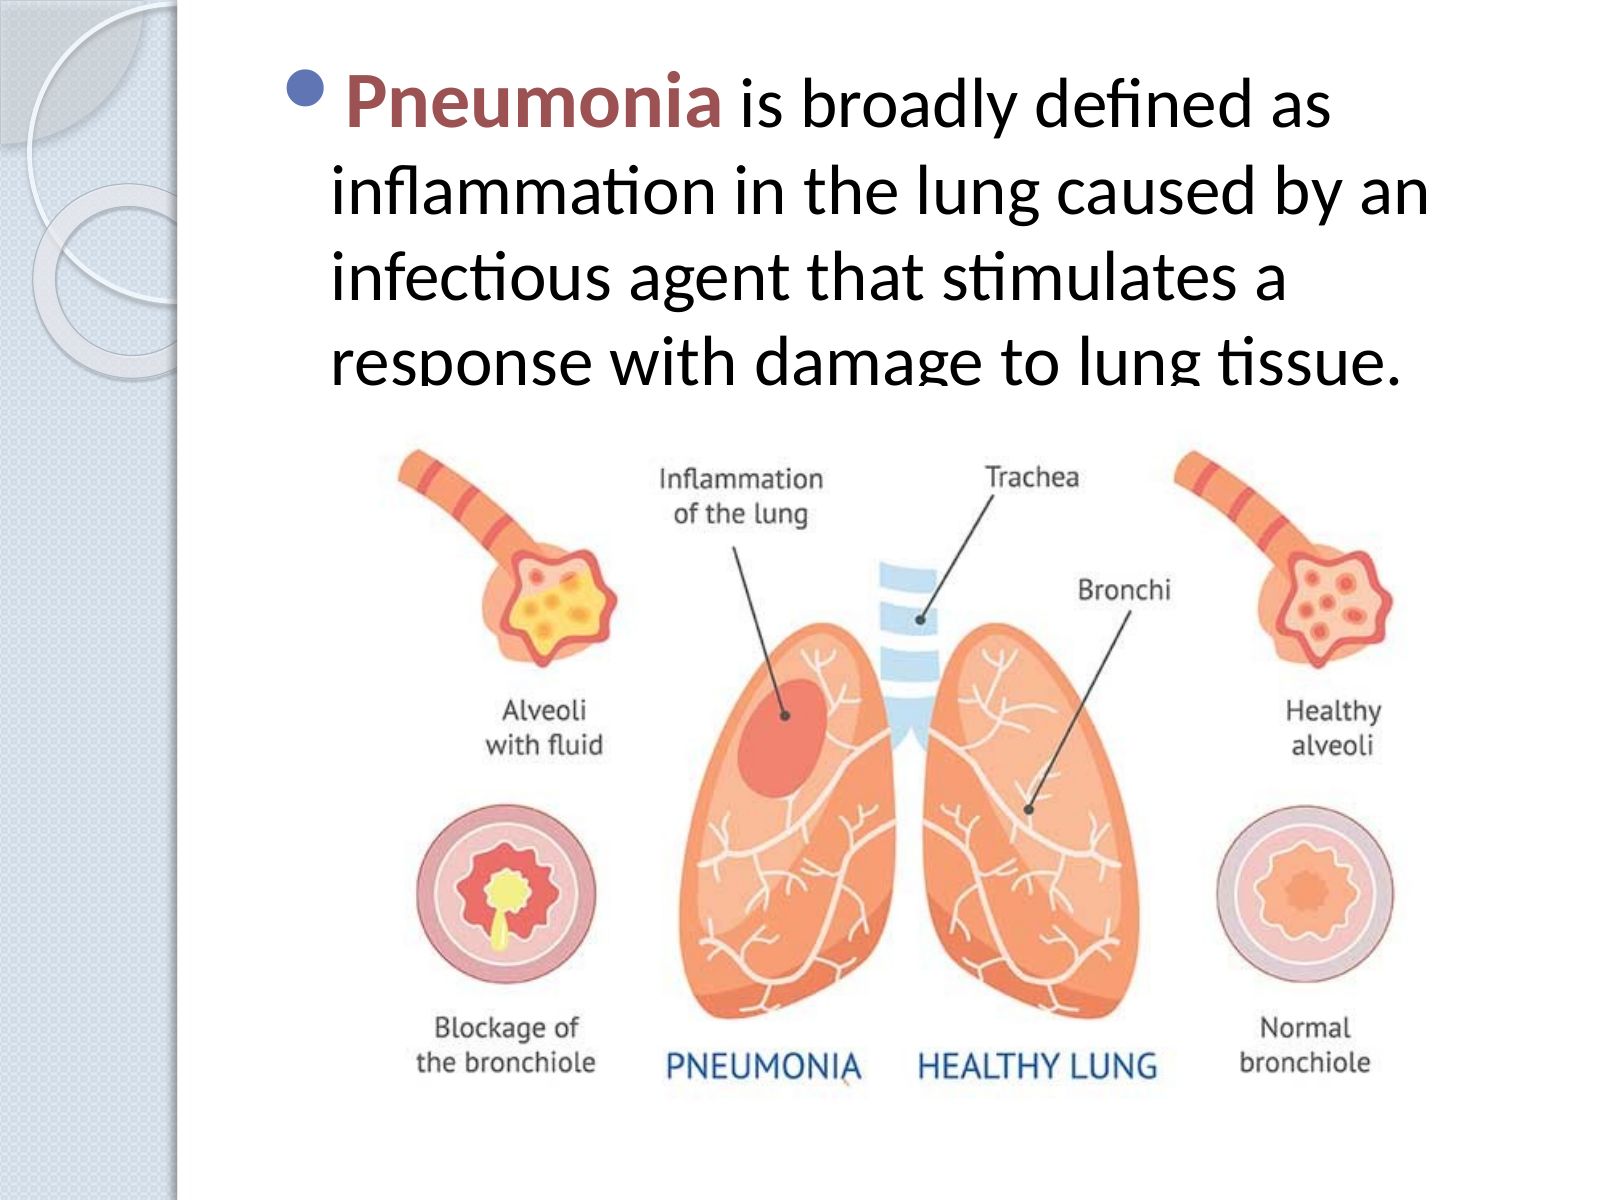 Pneumonia is broadly defined as
inflammation in the lung caused by an
infectious agent that stimulates a
response with damage to lung tissue.
Inflammation
of the lung
Trachea
Bronchi
Alveoli
with fluid
Healthy
alveoli
Blockage of
the bronchiole
PNEUMONIA
HEALTHY LUNG
Normal
bronchiole